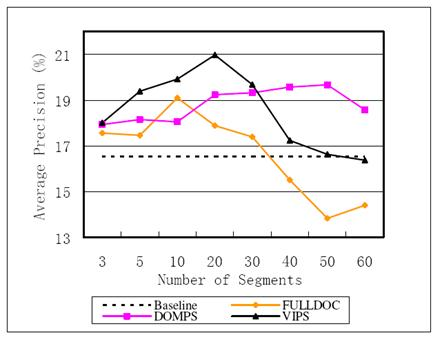 21
19
17
15
13
Average Precision (%)
3 5 10 20 30 40 50 60
Number of Segments
Baseline FULLDOC
DOMPS VIPS